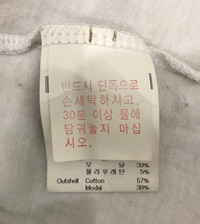 반드시 단독으로
손세탁하시고,
30분 이상 물에
담궈놓지 마십
시오.
모 달 38%
폴리우레탄 5%
Outshell Cotton 57%
Modal 38%